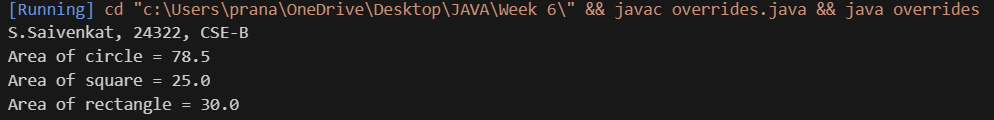 [Running] cd "c:\Users\prana\OneDrive\Desktop\JAVA\Week 6\" && javac overrides.java && java overrides
S.Saivenkat, 24322, CSE-B
Area of circle = 78.5
Area of square = 25.0
Area of rectangle = 30.0